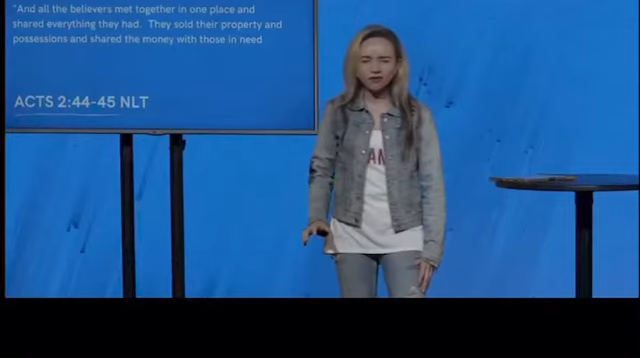 "And all the believers met together in one place and
shared everything they had. They sold their property and
possessions and shared the money with those in need
ACTS 2:44-45 NLT
AN